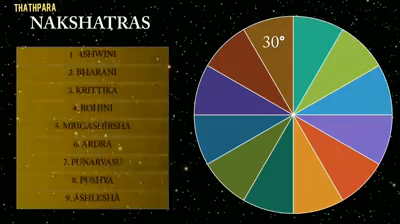 THATHPARA
NAKSHATRAS
1 ASHWINI
2. BHARANI
3. KRITTIKA
4. ROHINI
5. MRIGASHIRSHA
6. ARDRA
7. PUNARVASU
8. PUSHYA
9. ASHLESHA
30°